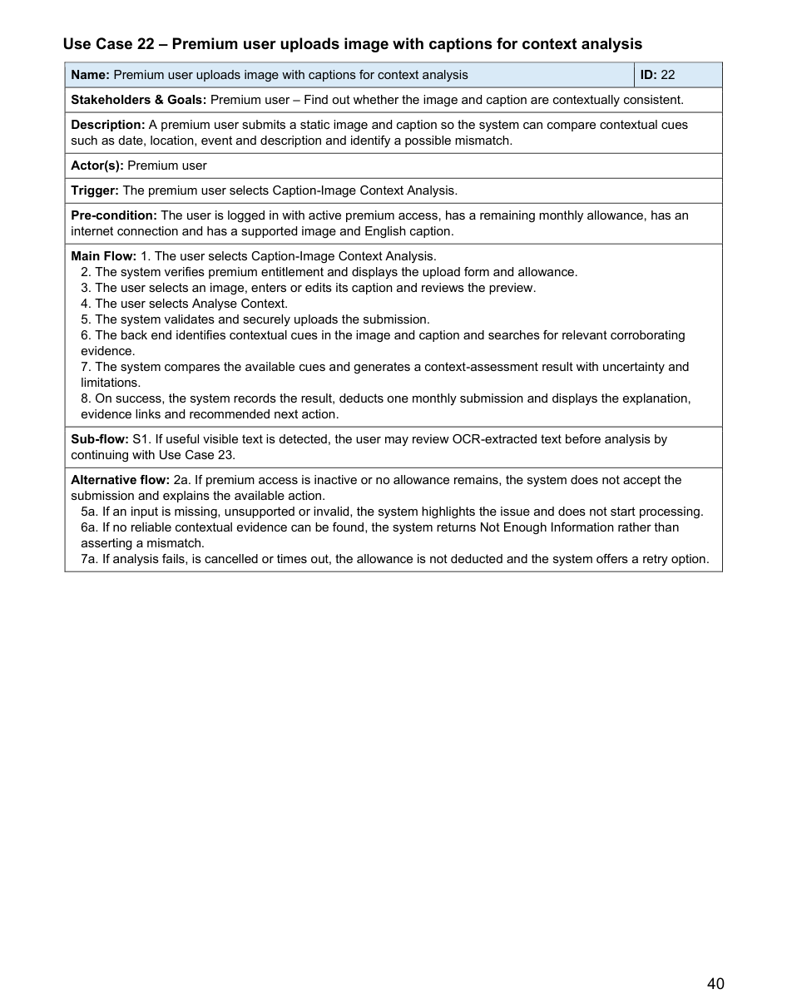 Use Case 22 – Premium user uploads image with captions for context analysis
Name: Premium user uploads image with captions for context analysis
ID: 22
Stakeholders & Goals: Premium user – Find out whether the image and caption are contextually consistent.
Description: A premium user submits a static image and caption so the system can compare contextual cues
such as date, location, event and description and identify a possible mismatch.
Actor(s): Premium user
Trigger: The premium user selects Caption-Image Context Analysis.
Pre-condition: The user is logged in with active premium access, has a remaining monthly allowance, has an
internet connection and has a supported image and English caption.
Main Flow: 1. The user selects Caption-Image Context Analysis.
2. The system verifies premium entitlement and displays the upload form and allowance.
3. The user selects an image, enters or edits its caption and reviews the preview.
4. The user selects Analyse Context.
5. The system validates and securely uploads the submission.
6. The back end identifies contextual cues in the image and caption and searches for relevant corroborating
evidence.
7. The system compares the available cues and generates a context-assessment result with uncertainty and
limitations.
8. On success, the system records the result, deducts one monthly submission and displays the explanation,
evidence links and recommended next action.
Sub-flow: S1. If useful visible text is detected, the user may review OCR-extracted text before analysis by
continuing with Use Case 23.
Alternative flow: 2a. If premium access is inactive or no allowance remains, the system does not accept the
submission and explains the available action.
5a. If an input is missing, unsupported or invalid, the system highlights the issue and does not start processing.
6a. If no reliable contextual evidence can be found, the system returns Not Enough Information rather than
asserting a mismatch.
7a. If analysis fails, is cancelled or times out, the allowance is not deducted and the system offers a retry option.
40